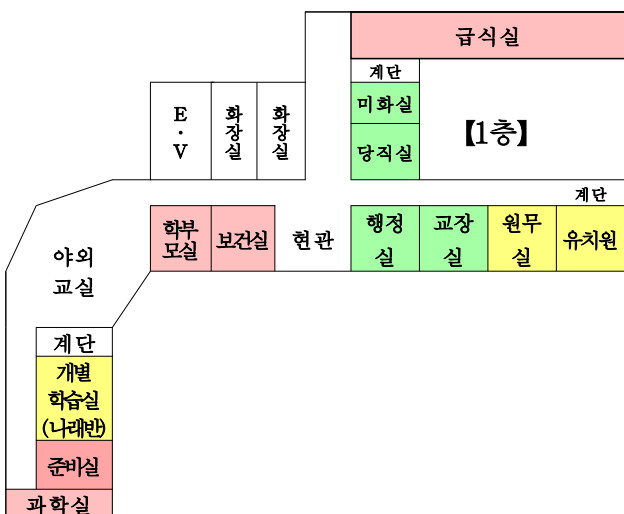 급식실
계단
미화실
당직실
【1층】
E
·
V
화장실
화장실
계단
학부
모실
보건실
현관
행정
실
교장
실
원무
실
유치원
야외
교실
계단
개별
학습실
(나래반)
준비실
과학실